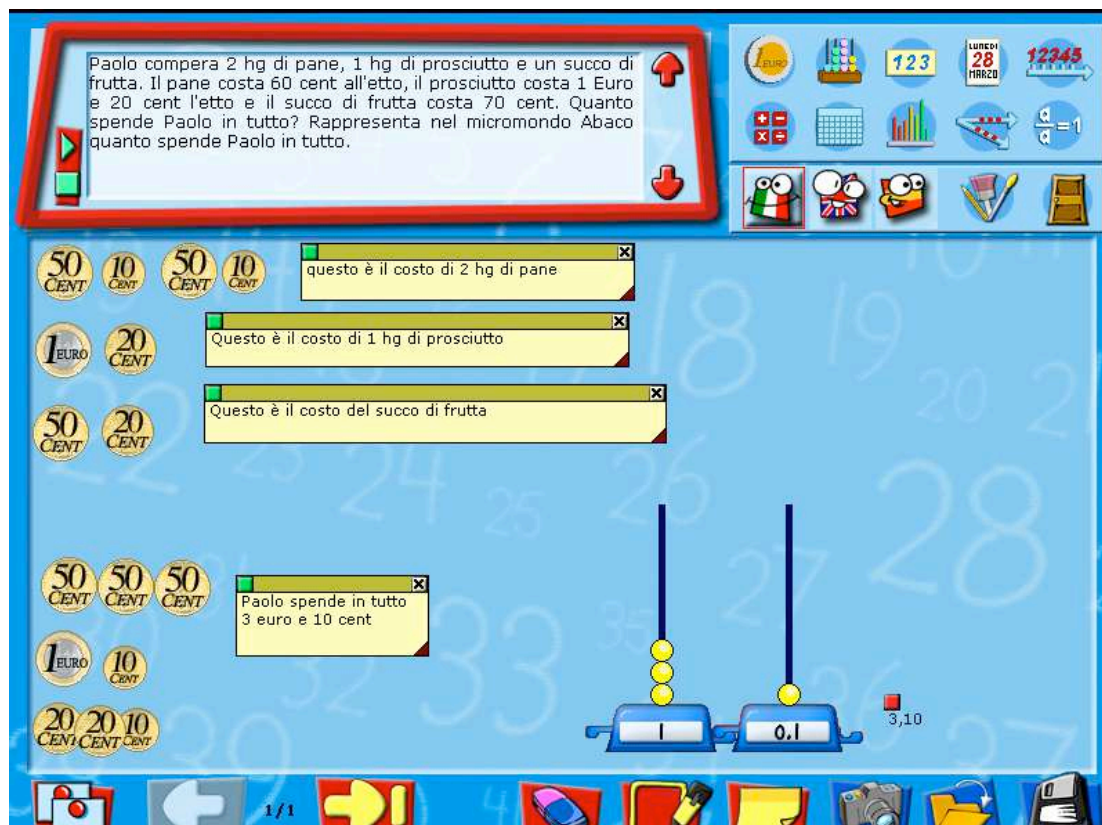 Paolo compera 2 hg di pane, 1 hg di prosciutto e un succo di
frutta. Il pane costa 60 cent all'etto, il prosciutto costa 1 Euro
e 20 cent l'etto e il succo di frutta costa 70 cent. Quanto
spende Paolo in tutto? Rappresenta nel micromondo Abaco
quanto spende Paolo in tutto.
1 EURO
123
LUNEDI
28
MARZO
12345
+ -
x ÷
a/a=1
50 CENT 10 CENT 50 CENT 10 CENT
questo è il costo di 2 hg di pane
1 EURO 20 CENT
Questo è il costo di 1 hg di prosciutto
50 CENT 20 CENT
Questo è il costo del succo di frutta
50 CENT 50 CENT 50 CENT
Paolo spende in tutto
3 euro e 10 cent
1 EURO 10 CENT
20 CENT 20 CENT 10 CENT
1
0.1
3,10
1/1